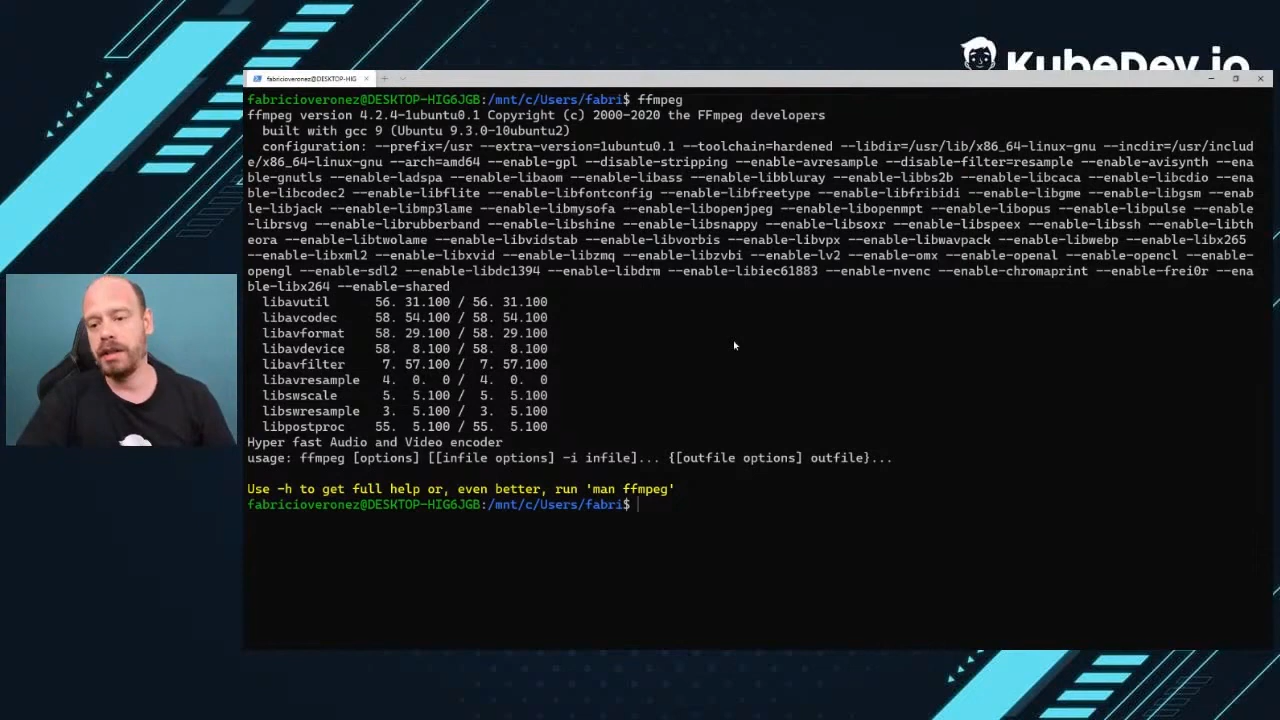 KubeDev.io
fabricioveronez@DESKTOP-HIG
fabricioveronez@DESKTOP-HIG6JGB:/mnt/c/Users/fabri$ ffmpeg
ffmpeg version 4.2.4-1ubuntu0.1 Copyright (c) 2000-2020 the FFmpeg developers
built with gcc 9 (Ubuntu 9.3.0-10ubuntu2)
configuration: --prefix=/usr --extra-version=1ubuntu0.1 --toolchain=hardened --libdir=/usr/lib/x86_64-linux-gnu --incdir=/usr/includ
e/x86_64-linux-gnu --arch=amd64 --enable-gpl --disable-stripping --enable-avresample --disable-filter=resample --enable-avisynth --ena
ble-gnutls --enable-ladspa --enable-libaom --enable-libass --enable-libbluray --enable-libbs2b --enable-libcaca --enable-libcdio --ena
ble-libcodec2 --enable-libflite --enable-libfontconfig --enable-libfreetype --enable-libfribidi --enable-libgme --enable-libgsm --enab
le-libjack --enable-libmp3lame --enable-libmysofa --enable-libopenjpeg --enable-libopenmpt --enable-libopus --enable-libpulse --enable
-librsvg --enable-librubberband --enable-libshine --enable-libsnappy --enable-libsoxr --enable-libspeex --enable-libssh --enable-libth
eora --enable-libtwolame --enable-libvidstab --enable-libvorbis --enable-libvpx --enable-libwavpack --enable-libwebp --enable-libx265
--enable-libxml2 --enable-libxvid --enable-libzmq --enable-libzvbi --enable-lv2 --enable-omx --enable-openal --enable-opencl --enable-
opengl --enable-sdl2 --enable-libdc1394 --enable-libdrm --enable-libiec61883 --enable-nvenc --enable-chromaprint --enable-frei0r --ena
ble-libx264 --enable-shared
libavutil 56. 31.100 / 56. 31.100
libavcodec 58. 54.100 / 58. 54.100
libavformat 58. 29.100 / 58. 29.100
libavdevice 58. 8.100 / 58. 8.100
libavfilter 7. 57.100 / 7. 57.100
libavresample 4. 0. 0 / 4. 0. 0
libswscale 5. 5.100 / 5. 5.100
libswresample 3. 5.100 / 3. 5.100
libpostproc 55. 5.100 / 55. 5.100
Hyper fast Audio and Video encoder
usage: ffmpeg [options] [[infile options] -i infile]... {[outfile options] outfile}...
Use -h to get full help or, even better, run 'man ffmpeg'
fabricioveronez@DESKTOP-HIG6JGB:/mnt/c/Users/fabri$